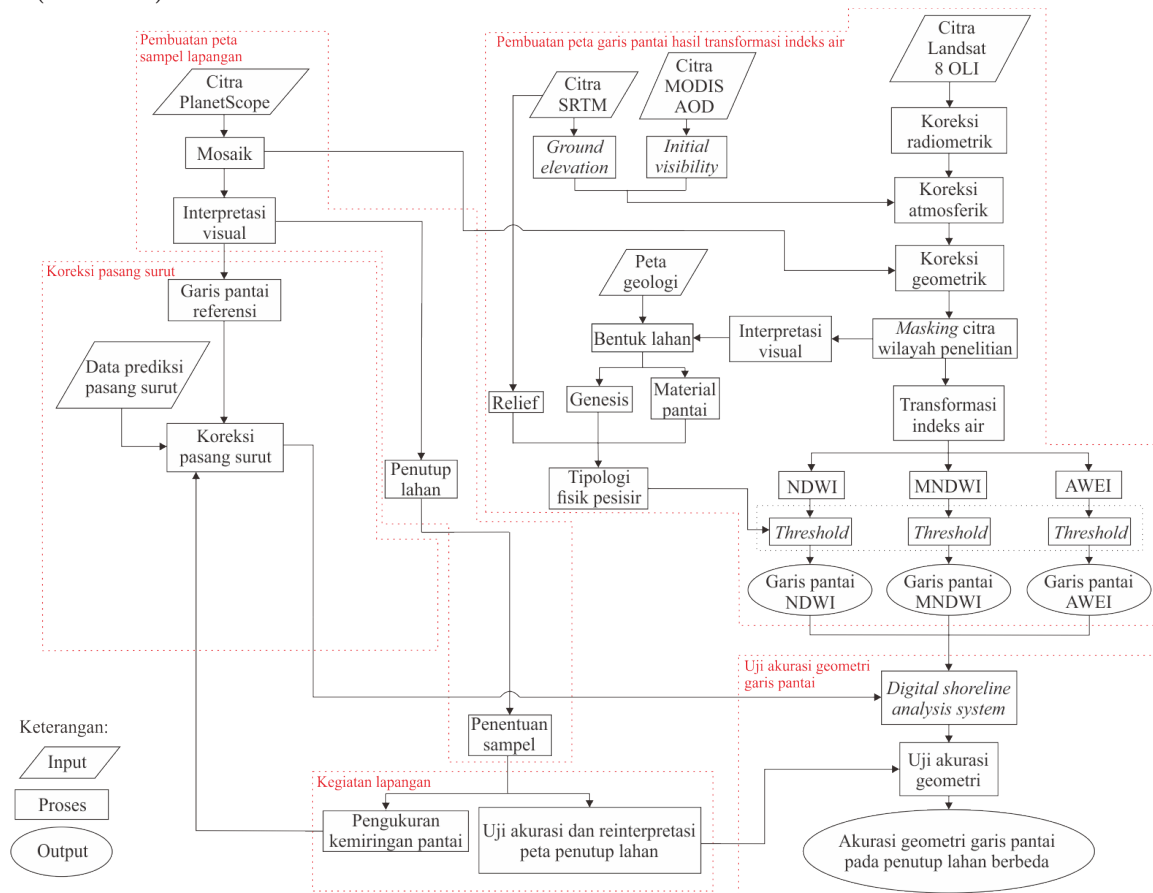 Pembuatan peta
sampel lapangan
Citra
PlanetScope
Mosaik
Interpretasi
visual
Koreksi pasang surut
Garis pantai
referensi
Data prediksi
pasang surut
Koreksi
pasang surut
Penutup
lahan
Pembuatan peta garis pantai hasil transformasi indeks air
Citra
SRTM
Citra
MODIS
AOD
Citra
Landsat
8 OLI
Ground
elevation
Initial
visibility
Koreksi
radiometrik
Koreksi
atmosferik
Koreksi
geometrik
Peta
geologi
Bentuk lahan
Interpretasi
visual
Masking citra
wilayah penelitian
Relief
Genesis
Material
pantai
Transformasi
indeks air
Tipologi
fisik pesisir
NDWI
MNDWI
AWEI
Threshold
Threshold
Threshold
Garis pantai
NDWI
Garis pantai
MNDWI
Garis pantai
AWEI
Uji akurasi geometri
garis pantai
Digital shoreline
analysis system
Penentuan
sampel
Uji akurasi
geometri
Kegiatan lapangan
Pengukuran
kemiringan pantai
Uji akurasi dan reinterpretasi
peta penutup lahan
Akurasi geometri garis pantai
pada penutup lahan berbeda
Keterangan:
Input
Proses
Output